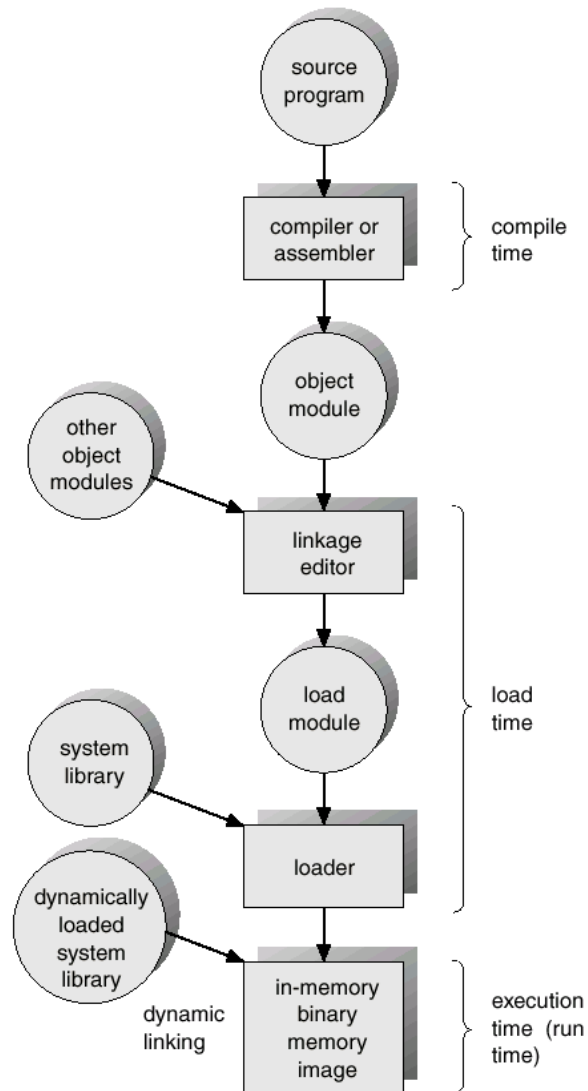 source
program
compiler or
assembler
compile
time
object
module
other
object
modules
linkage
editor
load
module
load
time
system
library
loader
dynamically
loaded
system
library
dynamic
linking
in-memory
binary
memory
image
execution
time (run
time)